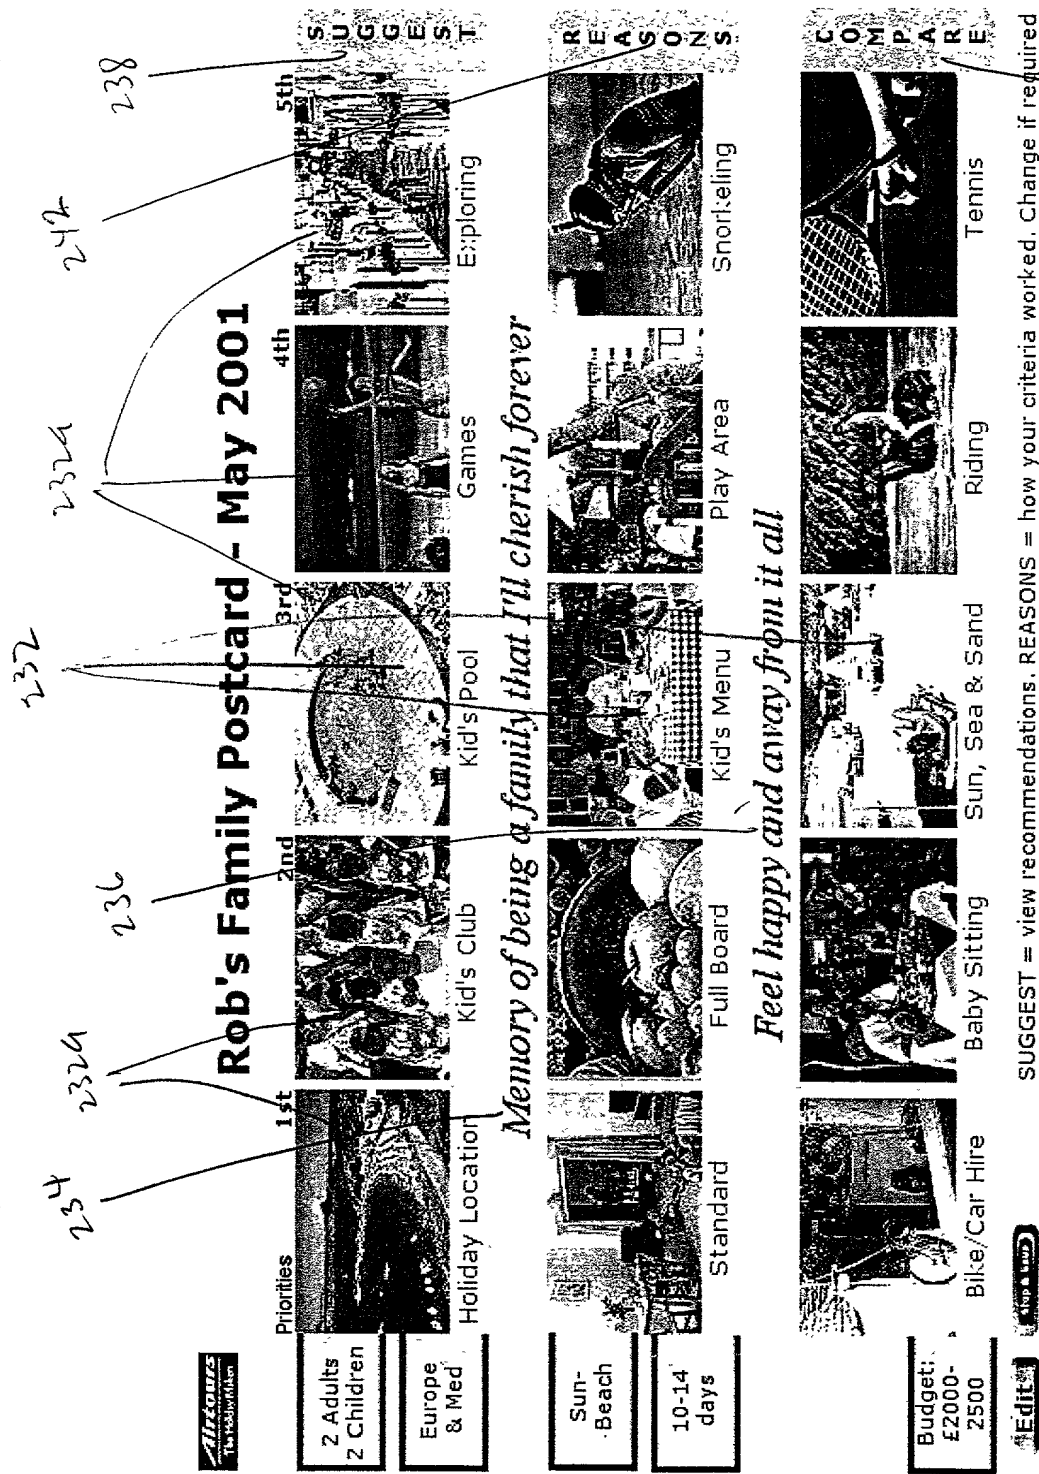 234
232a
236
232
232a
242
238
Airtours
Rob's Family Postcard - May 2001
Priorities
1st
2nd
3rd
4th
5th
2 Adults
2 Children
Europe
& Med
Holiday Location
Kid's Club
Kid's Pool
Games
Exploring
SUGGEST
Memory of being a family that I'll cherish forever
Sun-
Beach
10-14
days
Standard
Full Board
Kid's Menu
Play Area
Snorkeling
REASONS
Feel happy and away from it all
Budget:
£2000-
2500
Bike/Car Hire
Baby Sitting
Sun, Sea & Sand
Riding
Tennis
COMPARE
Edit
Stop & Save
SUGGEST = view recommendations. REASONS = how your criteria worked. Change if required